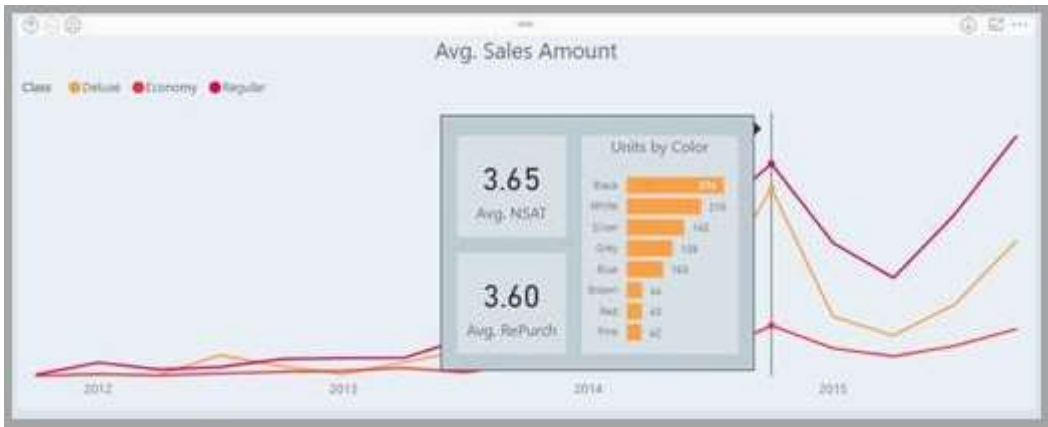 Avg. Sales Amount
Class Deluxe Economy Regular
3.65
Avg. NSAT
3.60
Avg. RePurch
Units by Color
Black
White
Silver
Grey
Blue
Brown
Red
Pink
2012 2013 2014 2015